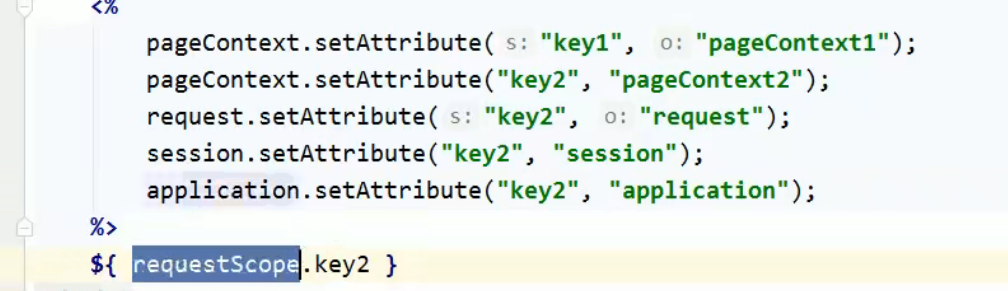 <%
pageContext.setAttribute( s: "key1", o: "pageContext1");
pageContext.setAttribute("key2", "pageContext2");
request.setAttribute( s: "key2", o: "request");
session.setAttribute("key2", "session");
application.setAttribute("key2", "application");
%>
${ requestScope.key2 }